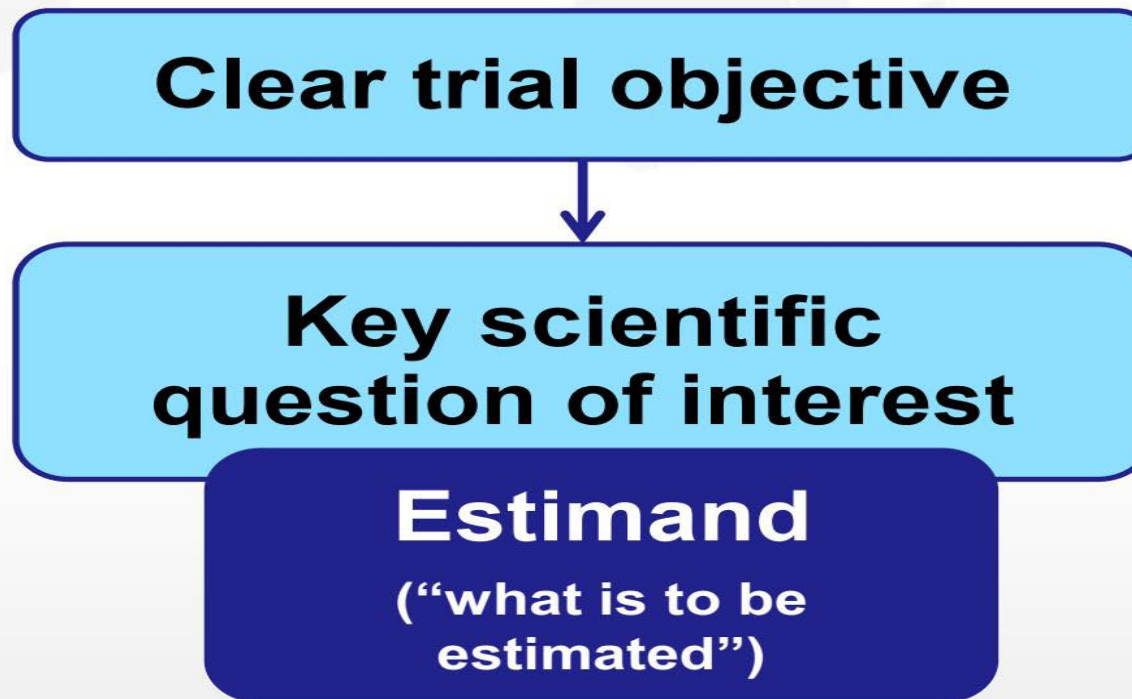 Clear trial objective
Key scientific
question of interest
Estimand
(“what is to be
estimated”)